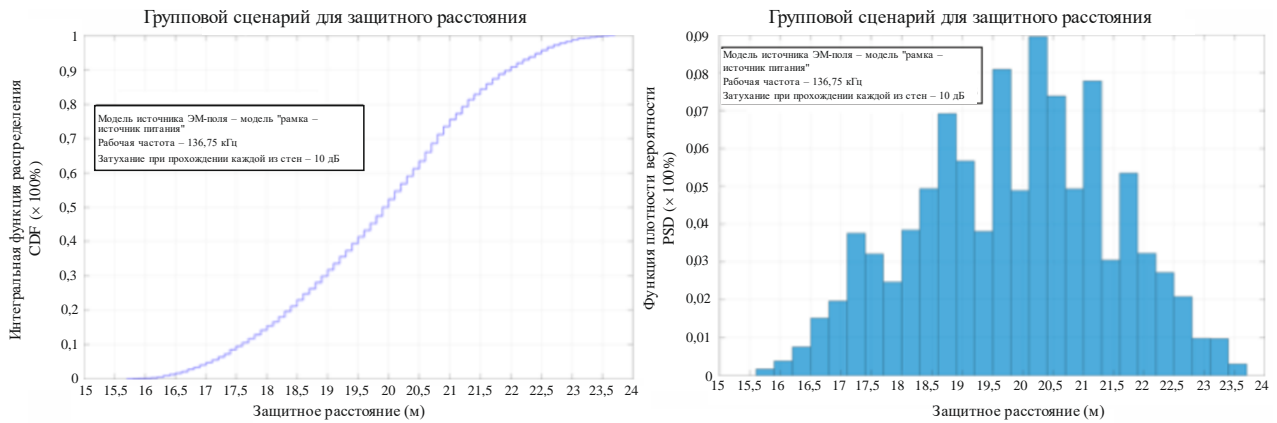 Групповой сценарий для защитного расстояния
Интегральная функция распределения
CDF (× 100%)
1
0,9
0,8
0,7
0,6
0,5
0,4
0,3
0,2
0,1
0
Модель источника ЭМ-поля – модель "рамка –
источник питания"
Рабочая частота – 136,75 кГц
Затухание при прохождении каждой из стен – 10 дБ
15 15,5 16 16,5 17 17,5 18 18,5 19 19,5 20 20,5 21 21,5 22 22,5 23 23,5 24
Защитное расстояние (м)
Групповой сценарий для защитного расстояния
Функция плотности вероятности
PSD (× 100%)
0,09
0,08
0,07
0,06
0,05
0,04
0,03
0,02
0,01
0
Модель источника ЭМ-поля – модель "рамка –
источник питания"
Рабочая частота – 136,75 кГц
Затухание при прохождении каждой из стен – 10 дБ
15 15,5 16 16,5 17 17,5 18 18,5 19 19,5 20 20,5 21 21,5 22 22,5 23 23,5 24
Защитное расстояние (м)